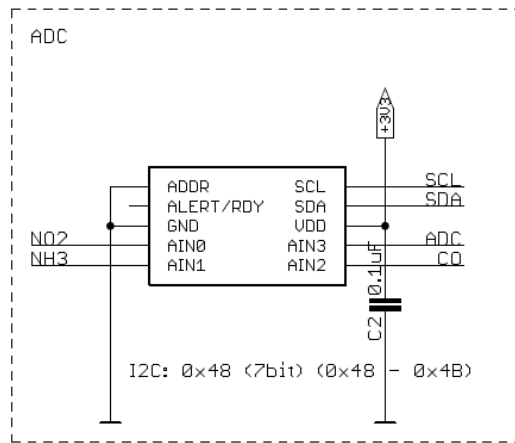 ADC
+3V3
ADDR SCL SCL
ALERT/RDY SDA SDA
GND VDD
NO2 AIN0 AIN3 ADC
NH3 AIN1 AIN2 CO
C2 0.1uF
I2C: 0x48 (7bit) (0x48 - 0x4B)